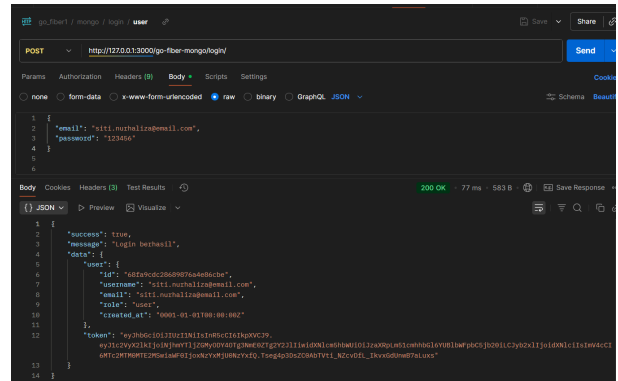 go_fiber1 / mongo / login / user
Save
Share
POST
http://127.0.0.1:3000/go-fiber-mongo/login/
Send
Params Authorization Headers (9) Body Scripts Settings
Cookie
none form-data x-www-form-urlencoded raw binary GraphQL JSON
Schema Beautif
1 {
2 "email": "siti.nurhaliza@email.com",
3 "password": "123456"
4 }
5
6
Body Cookies Headers (3) Test Results
200 OK 77 ms 583 B Save Response
{} JSON Preview Visualize
1 {
2 "success": true,
3 "message": "Login berhasil",
4 "data": {
5 "user": {
6 "id": "68fa9cdc28689876a4e86cbe",
7 "username": "siti.nurhaliza@email.com",
8 "email": "siti.nurhaliza@email.com",
9 "role": "user",
10 "created_at": "0001-01-01T00:00:00Z"
11 },
12 "token": "eyJhbGciOiJIUzI1NiIsInR5cCI6IkpXVCJ9.
13 }
14 }